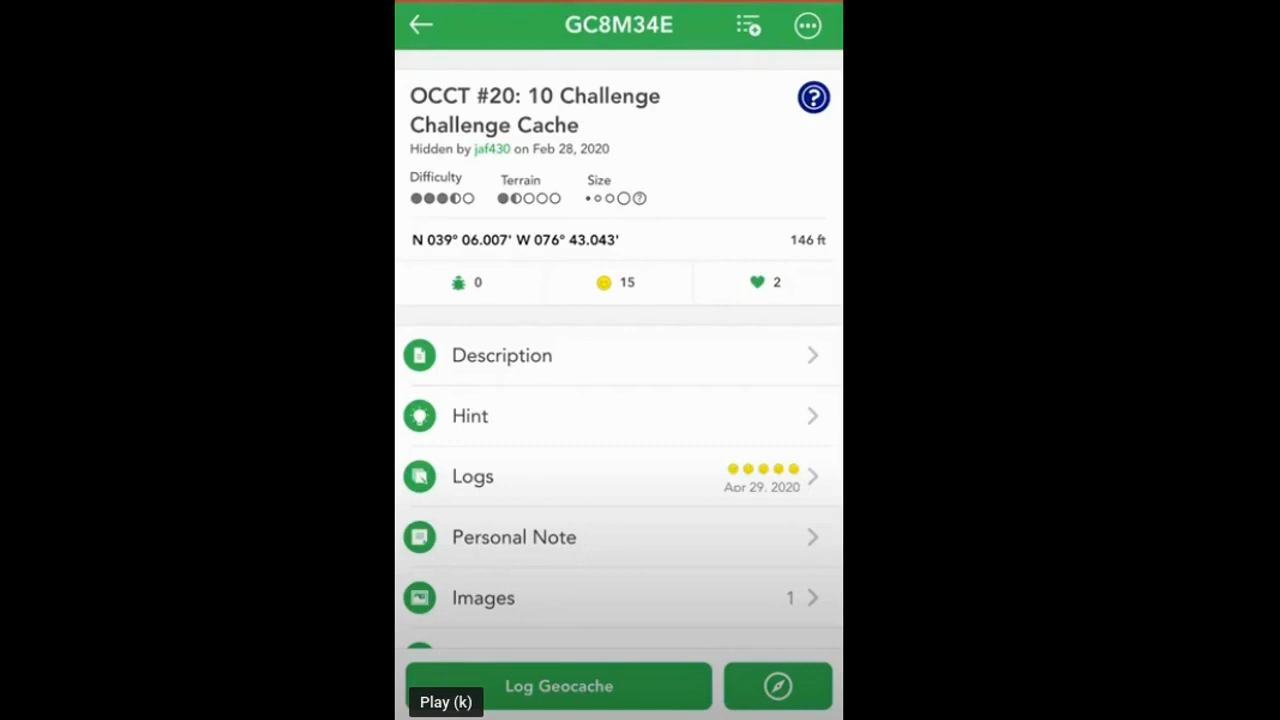 GC8M34E
OCCT #20: 10 Challenge
Challenge Cache
Hidden by jaf430 on Feb 28, 2020
Difficulty Terrain Size
N 039° 06.007' W 076° 43.043' 146 ft
0 15 2
Description
Hint
Logs
Apr 29, 2020
Personal Note
Images 1
Log Geocache
Play (k)